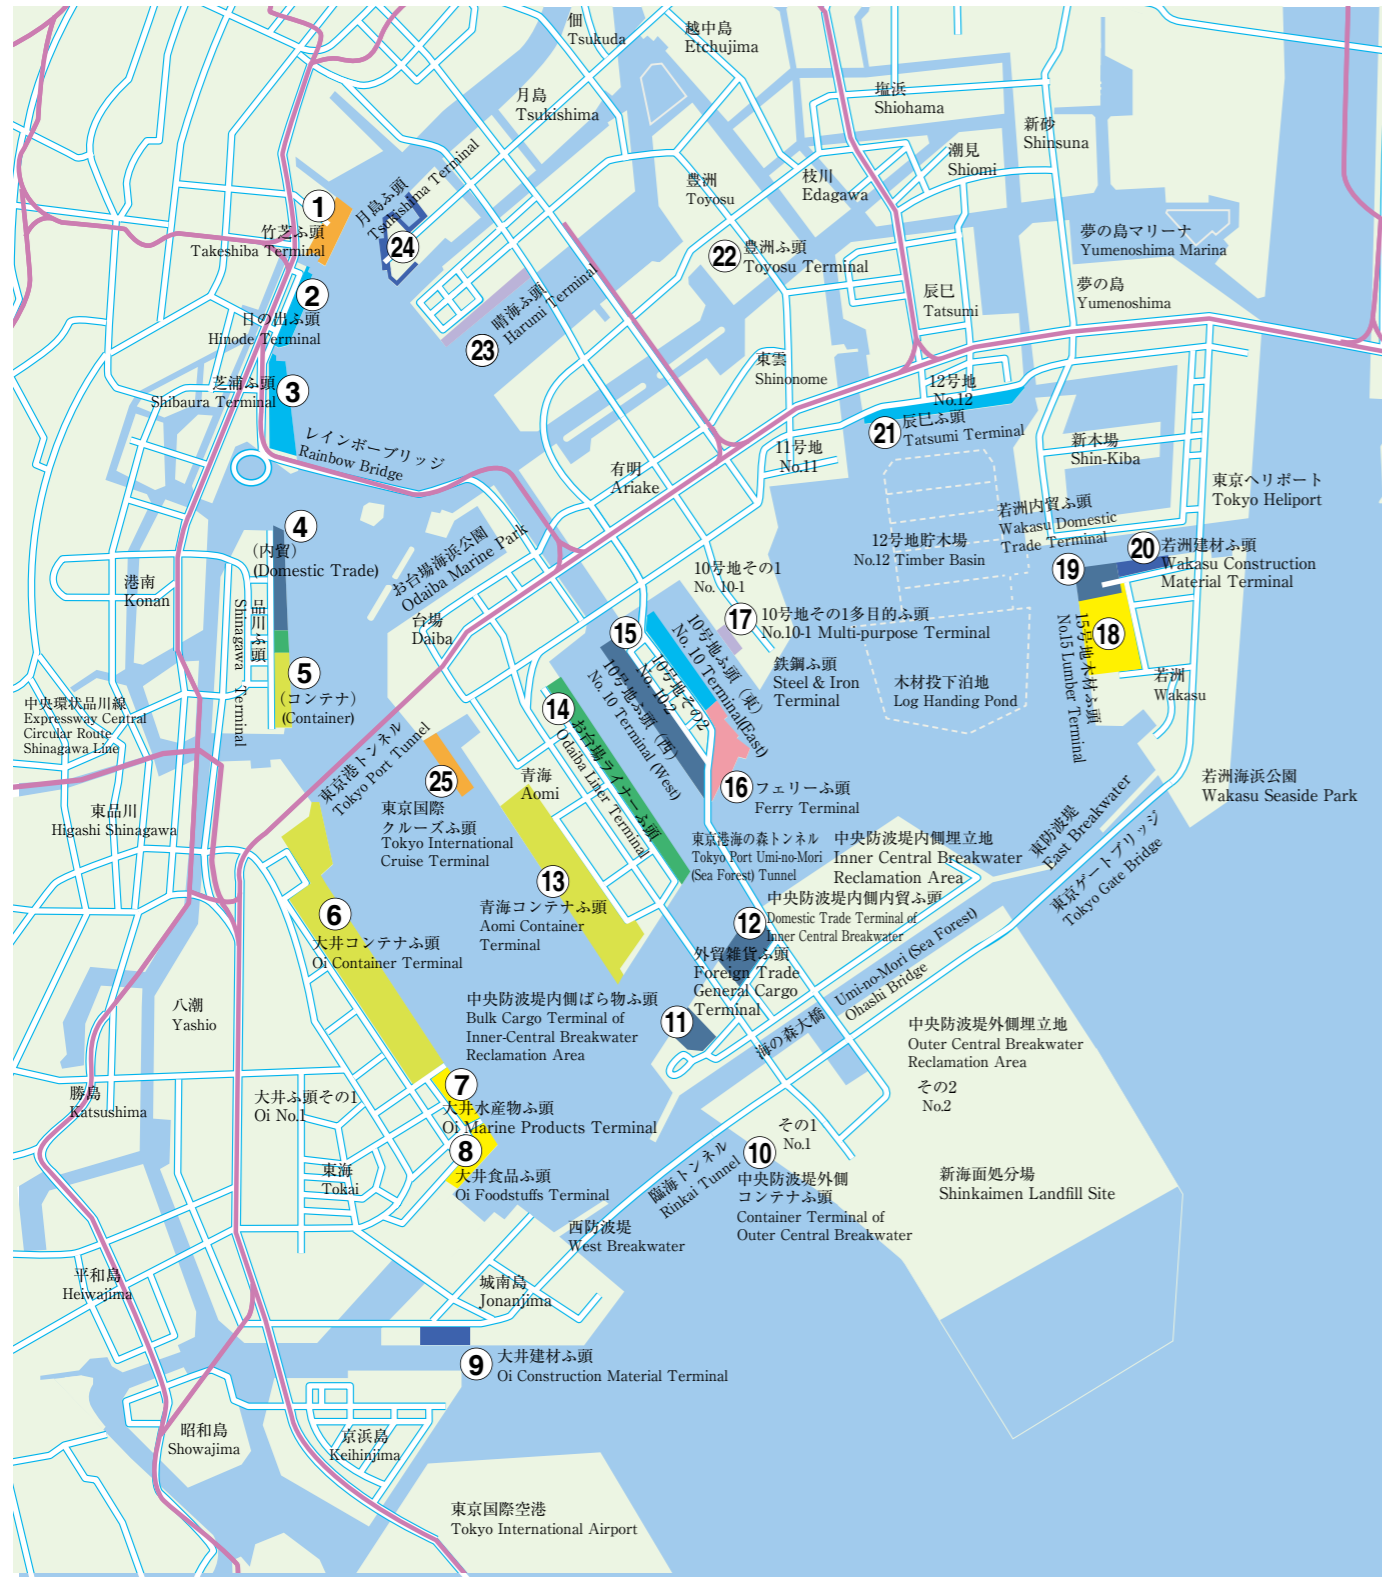 佃
Tsukuda
越中島
Etchujima
月島
Tsukishima
塩浜
Shiohama
新砂
Shinsuna
潮見
Shiomi
枝川
Edagawa
豊洲
Toyosu
1
竹芝ふ頭
Takeshiba Terminal
月島ふ頭
Tsukishima Terminal
24
2
日の出ふ頭
Hinode Terminal
22
豊洲ふ頭
Toyosu Terminal
夢の島マリーナ
Yumenoshima Marina
夢の島
Yumenoshima
辰巳
Tatsumi
晴海ふ頭
Harumi Terminal
23
東雲
Shinonome
3
芝浦ふ頭
Shibaura Terminal
12号地
No.12
21
辰巳ふ頭
Tatsumi Terminal
レインボーブリッジ
Rainbow Bridge
11号地
No.11
新木場
Shin-Kiba
有明
Ariake
東京ヘリポート
Tokyo Heliport
若洲内貿ふ頭
Wakasu Domestic
Trade Terminal
4
(内貿)
(Domestic Trade)
お台場海浜公園
Odaiba Marine Park
12号地貯木場
No.12 Timber Basin
20
若洲建材ふ頭
Wakasu Construction
Material Terminal
19
10号地その1
No. 10-1
港南
Konan
品川ふ頭
Shinagawa Terminal
台場
Daiba
17
10号地その1多目的ふ頭
No.10-1 Multi-purpose Terminal
15
10号地ふ頭(東)
No. 10 Terminal(East)
10号地その2
No. 10-2
10号地ふ頭(西)
No. 10 Terminal (West)
18
15号地木材ふ頭
No.15 Lumber Terminal
鉄鋼ふ頭
Steel & Iron
Terminal
木材投下泊地
Log Handing Pond
若洲
Wakasu
5
(コンテナ)
(Container)
中央環状品川線
Expressway Central
Circular Route
Shinagawa Line
14
お台場ライナーふ頭
Odaiba Liner Terminal
東京港トンネル
Tokyo Port Tunnel
25
東京国際
クルーズふ頭
Tokyo International
Cruise Terminal
青海
Aomi
16
フェリーふ頭
Ferry Terminal
若洲海浜公園
Wakasu Seaside Park
東品川
Higashi Shinagawa
東京港海の森トンネル
Tokyo Port Umi-no-Mori
(Sea Forest) Tunnel
中央防波堤内側埋立地
Inner Central Breakwater
Reclamation Area
東防波堤
East Breakwater
東京ゲートブリッジ
Tokyo Gate Bridge
13
青海コンテナふ頭
Aomi Container
Terminal
12
中央防波堤内側内貿ふ頭
Domestic Trade Terminal of
Inner Central Breakwater
6
大井コンテナふ頭
Oi Container Terminal
外貿雑貨ふ頭
Foreign Trade
General Cargo
Terminal
海の森大橋
Umi-no-Mori (Sea Forest)
Ohashi Bridge
八潮
Yashio
中央防波堤内側ばら物ふ頭
Bulk Cargo Terminal of
Inner-Central Breakwater
Reclamation Area
11
中央防波堤外側埋立地
Outer Central Breakwater
Reclamation Area
その2
No.2
その1
No.1
勝島
Katsushima
大井ふ頭その1
Oi No.1
7
大井水産物ふ頭
Oi Marine Products Terminal
8
大井食品ふ頭
Oi Foodstuffs Terminal
東海
Tokai
臨海トンネル
Rinkai Tunnel
10
中央防波堤外側
コンテナふ頭
Container Terminal of
Outer Central Breakwater
新海面処分場
Shinkaimen Landfill Site
西防波堤
West Breakwater
平和島
Heiwajima
城南島
Jonanjima
9
大井建材ふ頭
Oi Construction Material Terminal
昭和島
Showajima
京浜島
Keihinjima
東京国際空港
Tokyo International Airport